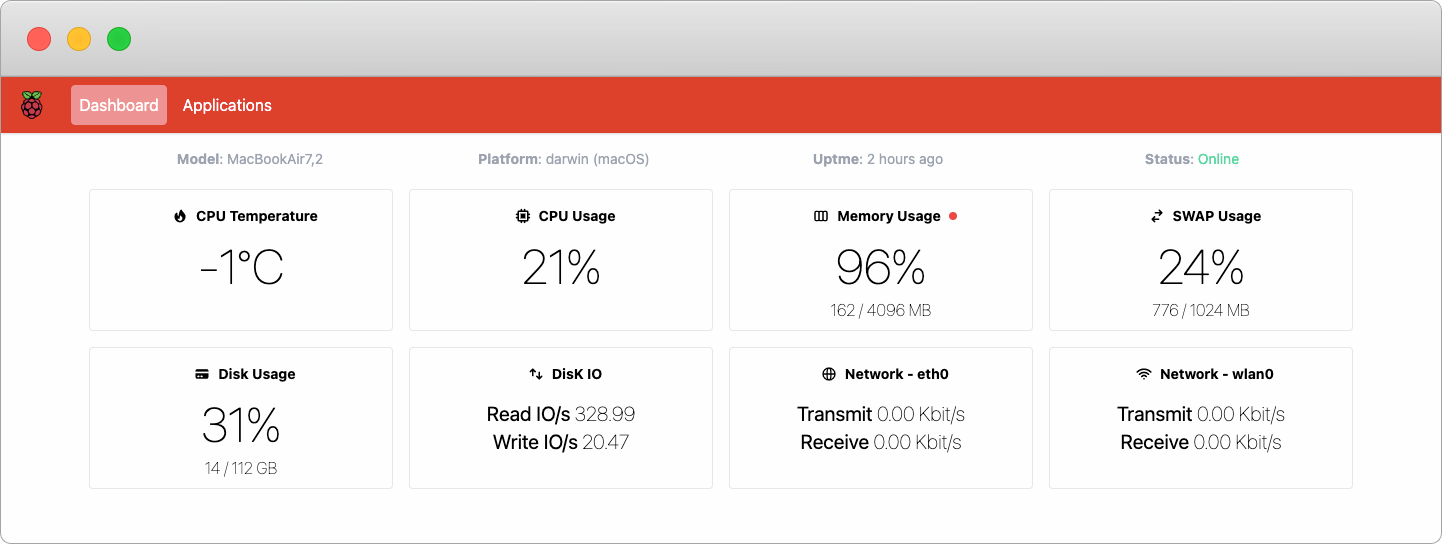 Dashboard Applications
Model: MacBookAir7,2 Platform: darwin (macOS) Uptme: 2 hours ago Status: Online
CPU Temperature
-1°C
CPU Usage
21%
Memory Usage
96%
162 / 4096 MB
SWAP Usage
24%
776 / 1024 MB
Disk Usage
31%
14 / 112 GB
DisK IO
Read IO/s 328.99
Write IO/s 20.47
Network - eth0
Transmit 0.00 Kbit/s
Receive 0.00 Kbit/s
Network - wlan0
Transmit 0.00 Kbit/s
Receive 0.00 Kbit/s